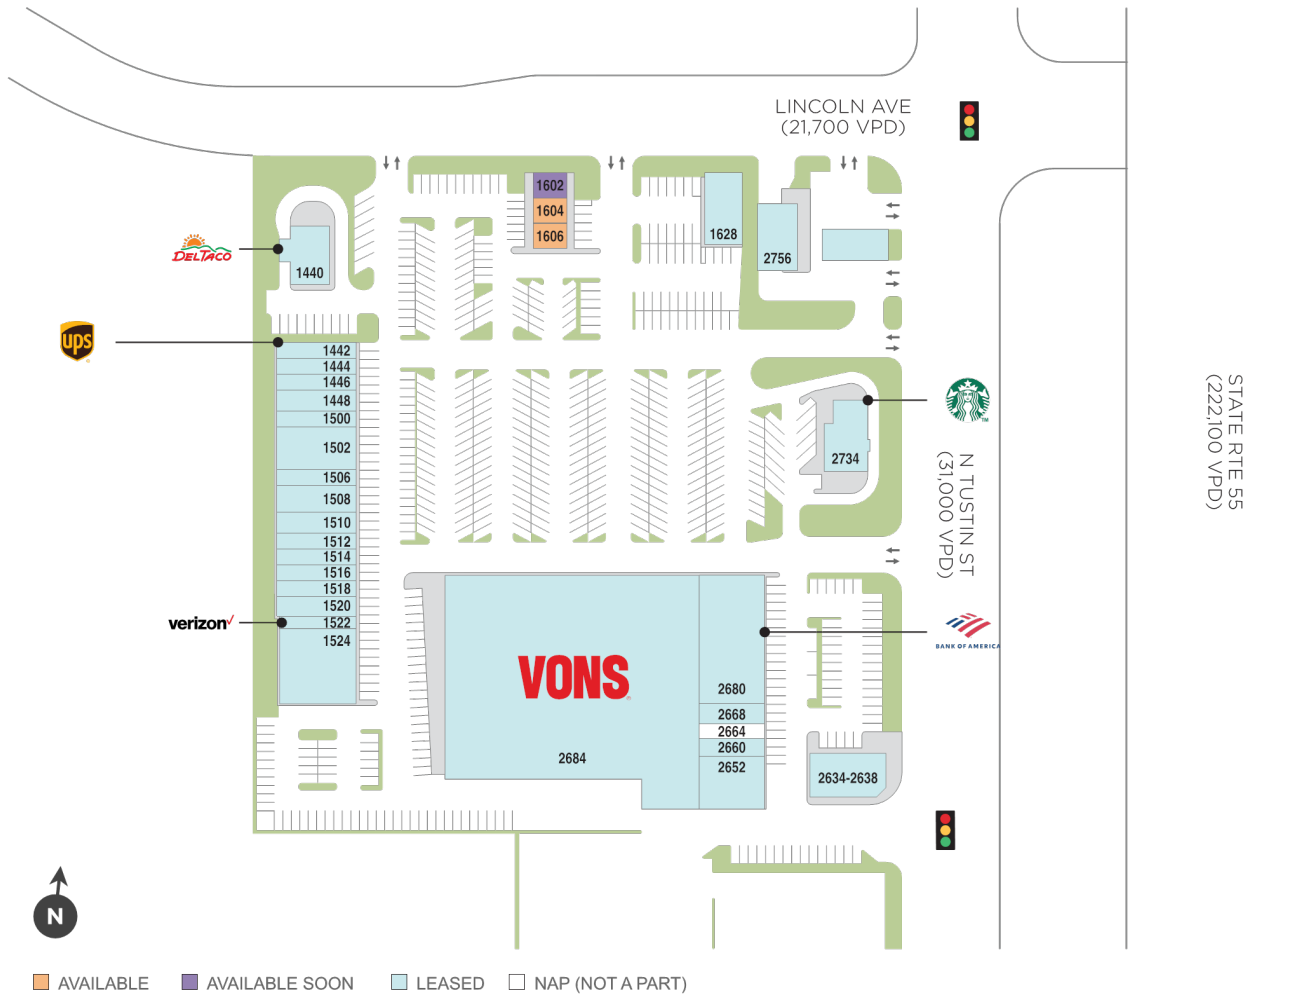 LINCOLN AVE
(21,700 VPD)
1602
1604
1606
1628
2756
DEL TACO
1440
ups
1442
1444
1446
1448
1500
1502
1506
1508
1510
1512
1514
1516
1518
1520
1522
1524
verizon
2734
N TUSTIN ST
(31,000 VPD)
STATE RTE 55
(222,100 VPD)
BANK OF AMERICA
VONS
2680
2668
2664
2660
2652
2684
2634-2638
N
AVAILABLE
AVAILABLE SOON
LEASED
NAP (NOT A PART)